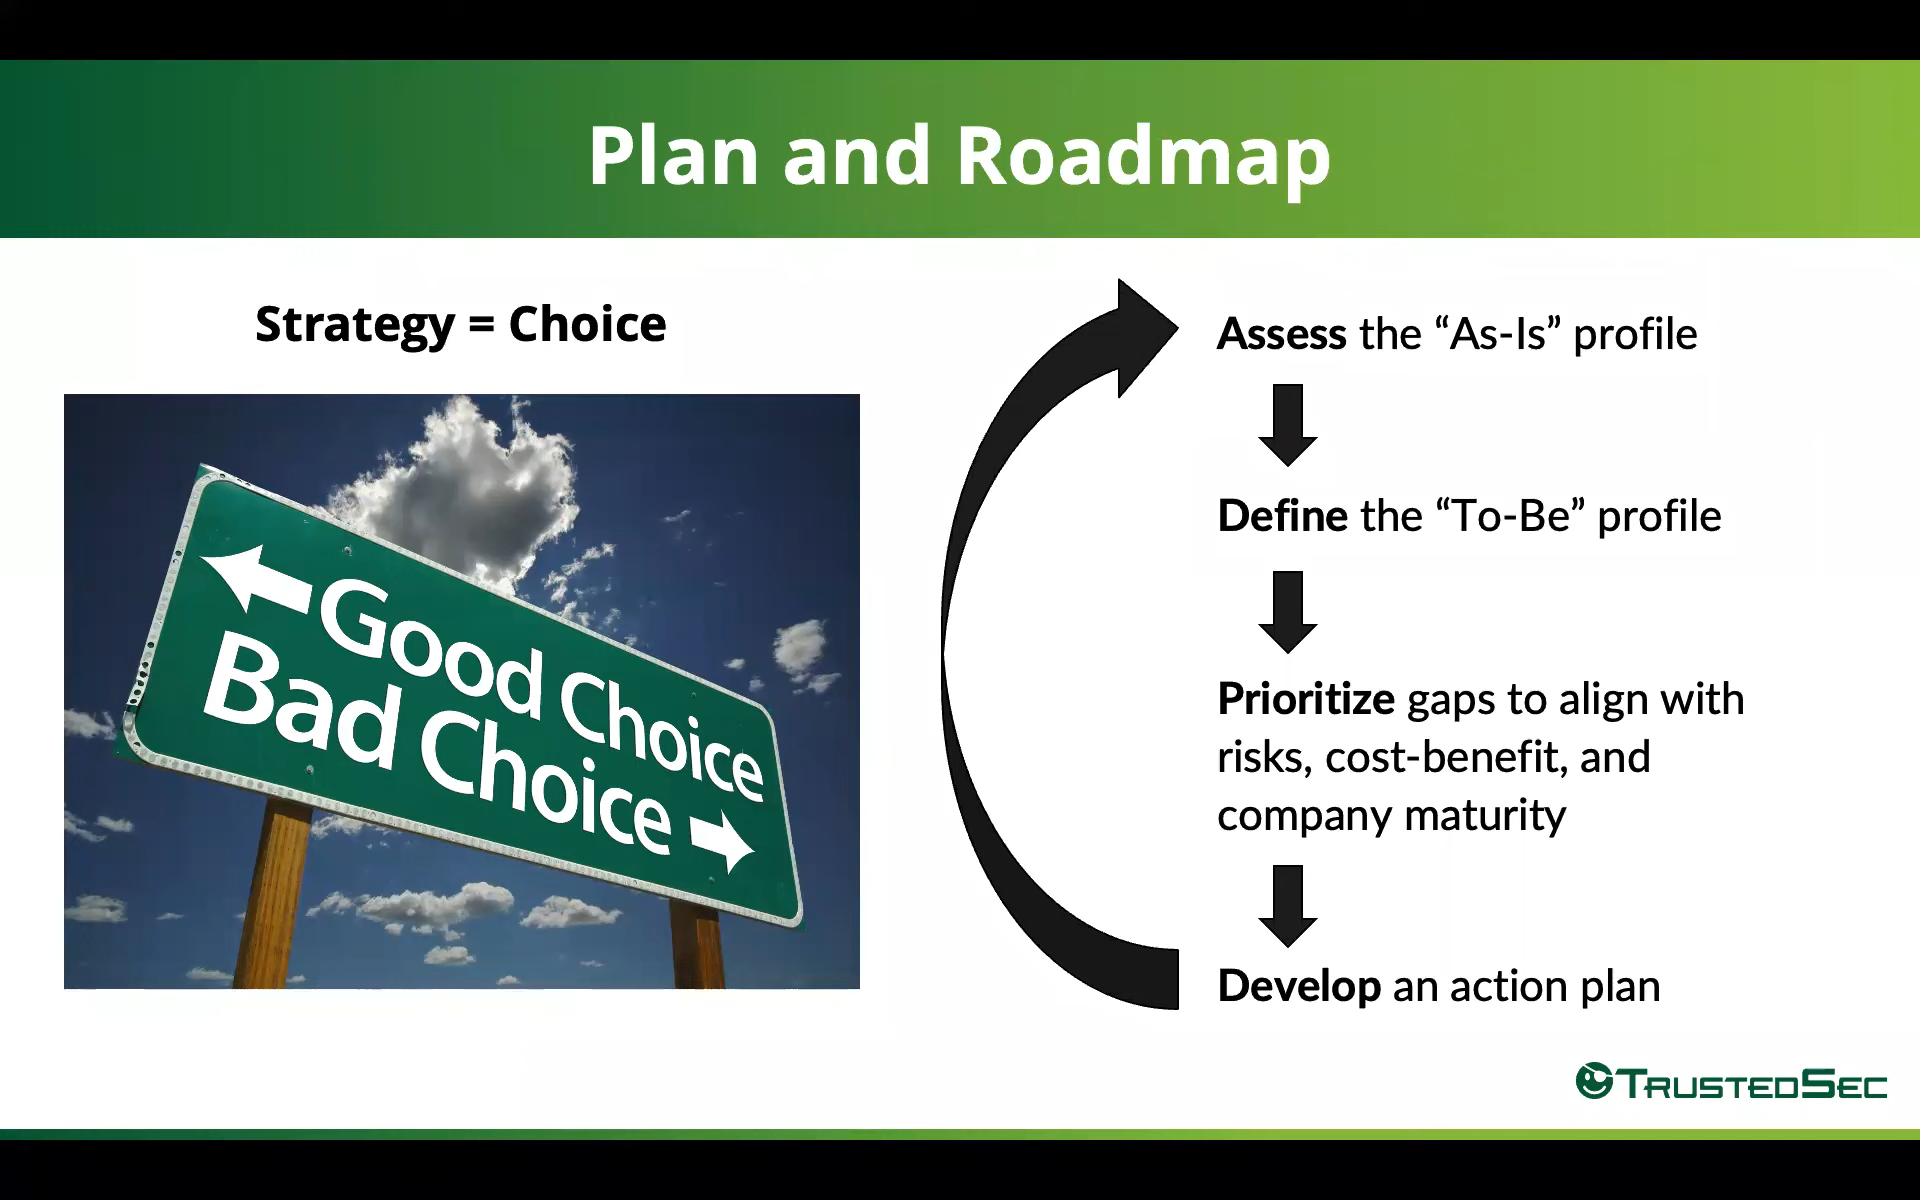 Plan and Roadmap
Strategy = Choice
Good Choice
Bad Choice
Assess the “As-Is” profile
Define the “To-Be” profile
Prioritize gaps to align with
risks, cost-benefit, and
company maturity
Develop an action plan
TRUSTEDSEC